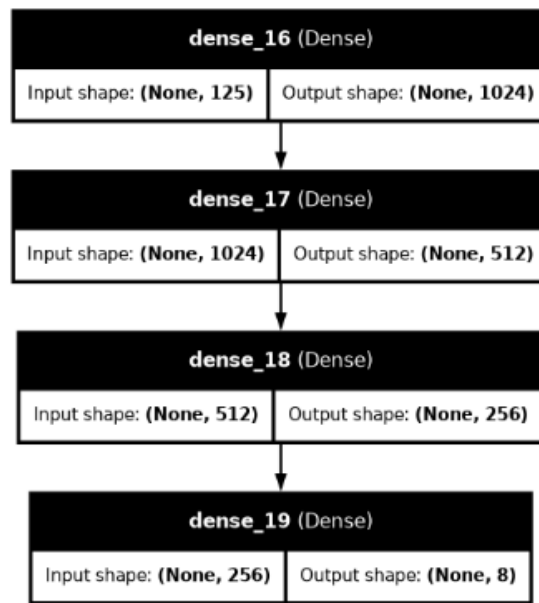 dense_16 (Dense)
Input shape: (None, 125) Output shape: (None, 1024)
dense_17 (Dense)
Input shape: (None, 1024) Output shape: (None, 512)
dense_18 (Dense)
Input shape: (None, 512) Output shape: (None, 256)
dense_19 (Dense)
Input shape: (None, 256) Output shape: (None, 8)